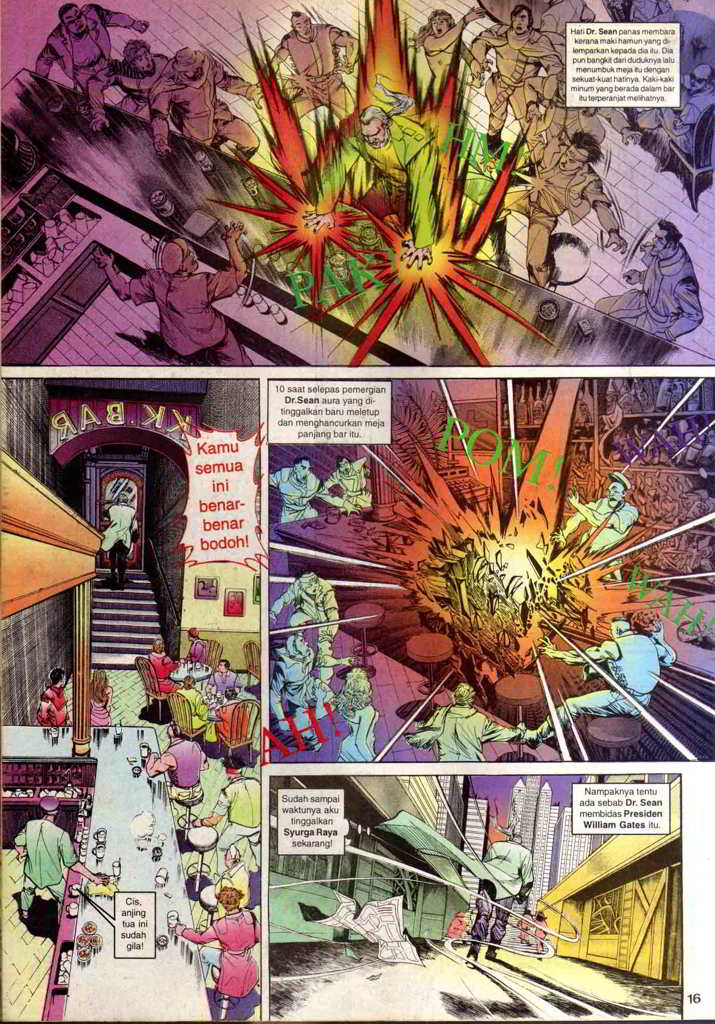 Hati Dr. Sean panas membara
kerana maki hamun yang di-
lemparkan kepada dia itu. Dia
pun bangkit dari duduknya lalu
menumbuk meja itu dengan
sekuat-kuat hatinya. Kaki-kaki
minum yang berada dalam bar
itu terperanjat melihatnya.
HM
PAK!
KK.BAR
Kamu
semua
ini
benar-
benar
bodoh!
10 saat selepas pemergian
Dr.Sean aura yang di-
tinggalkan baru meletup
dan menghancurkan meja
panjang bar itu.
POM!
WAH!
WAH!
WAH!
Cis,
anjing
tua ini
sudah
gila!
Sudah sampai
waktunya aku
tinggalkan
Syurga Raya
sekarang!
Nampaknya tentu
ada sebab Dr. Sean
membidas Presiden
William Gates itu.
16